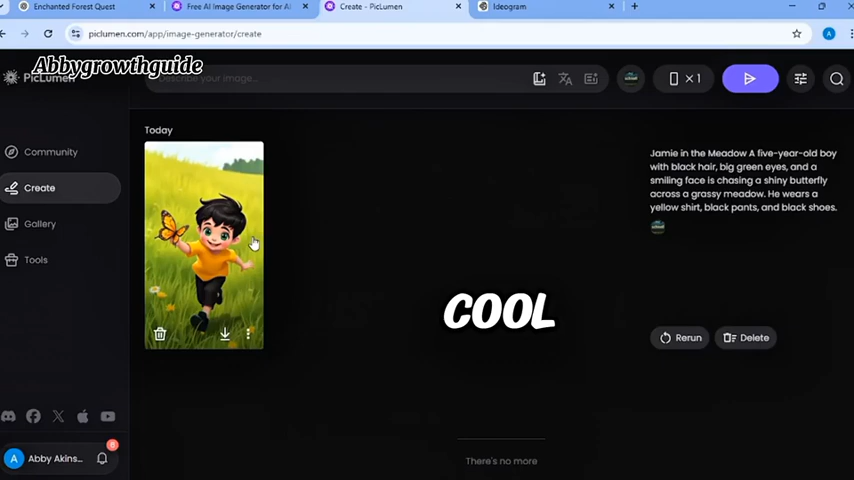 Enchanted Forest Quest
Free AI Image Generator for AI
Create - PicLumen
Ideogram
piclumen.com/app/image-generator/create
A
Abbygrowthguide
PicLumen
Describe your image...
× 1
Community
Create
Gallery
Tools
Today
Jamie in the Meadow A five-year-old boy
with black hair, big green eyes, and a
smiling face is chasing a shiny butterfly
across a grassy meadow. He wears a
yellow shirt, black pants, and black shoes.
COOL
Rerun
Delete
A
Abby Akins...
6
There's no more